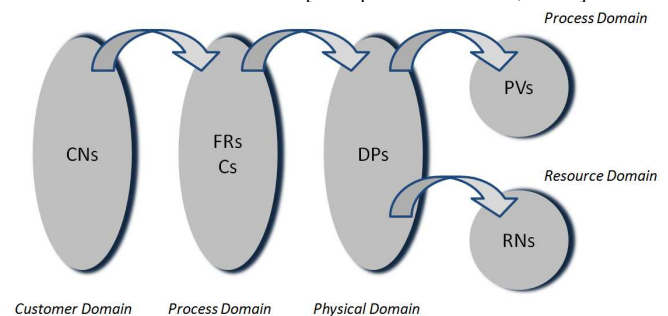 Process Domain
PVs
CNs
FRs
Cs
DPs
Resource Domain
RNs
Customer Domain
Process Domain
Physical Domain